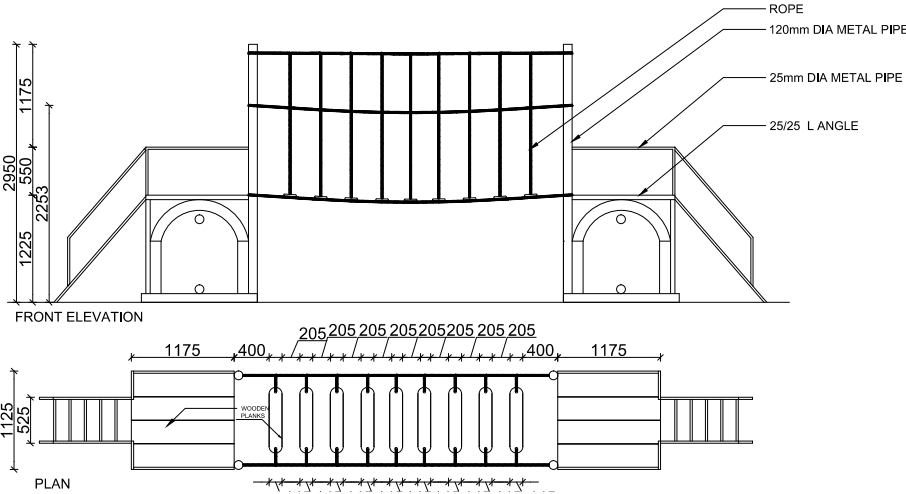 ROPE
120mm DIA METAL PIPE
25mm DIA METAL PIPE
25/25 L ANGLE
2950
1175
550
1225
2253
FRONT ELEVATION
1175 400 205 205 205 205 205 205 205 205 400 1175
1125
525
WOODEN
PLANKS
PLAN